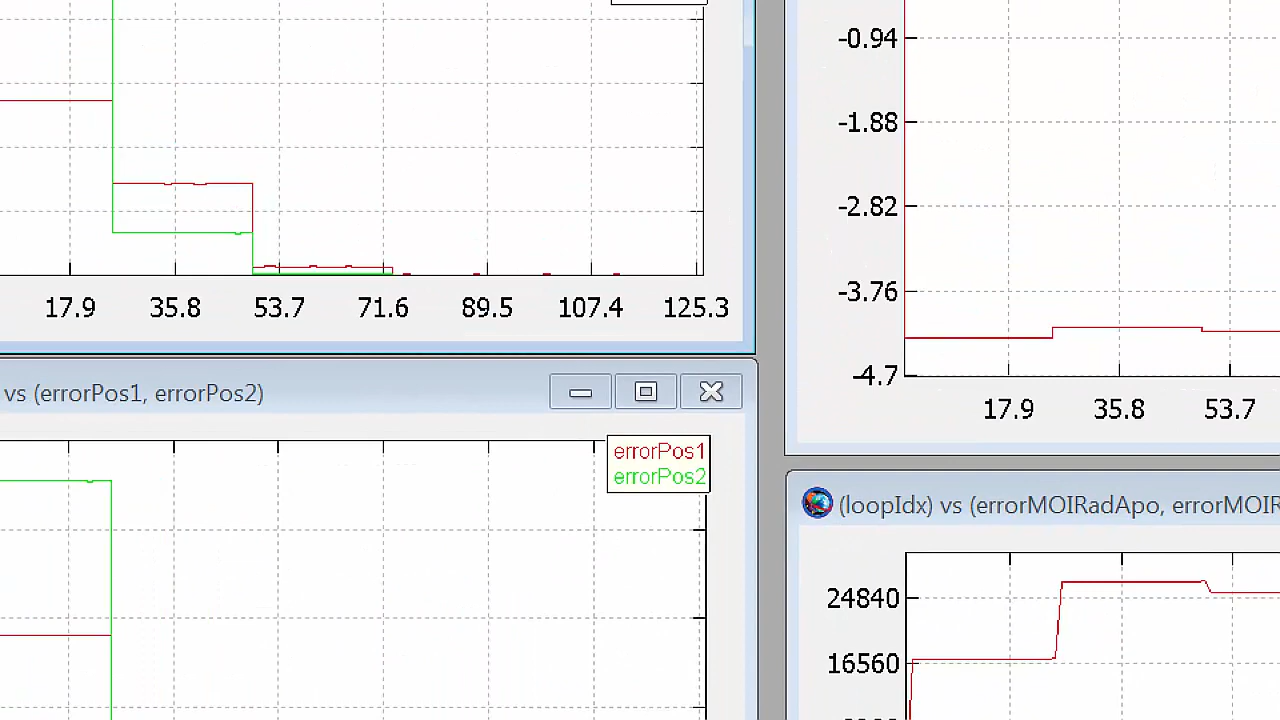 17.9 35.8 53.7 71.6 89.5 107.4 125.3
-0.94
-1.88
-2.82
-3.76
-4.7
17.9 35.8 53.7
vs (errorPos1, errorPos2)
errorPos1
errorPos2
(loopIdx) vs (errorMOIRadApo, errorMOIR
24840
16560